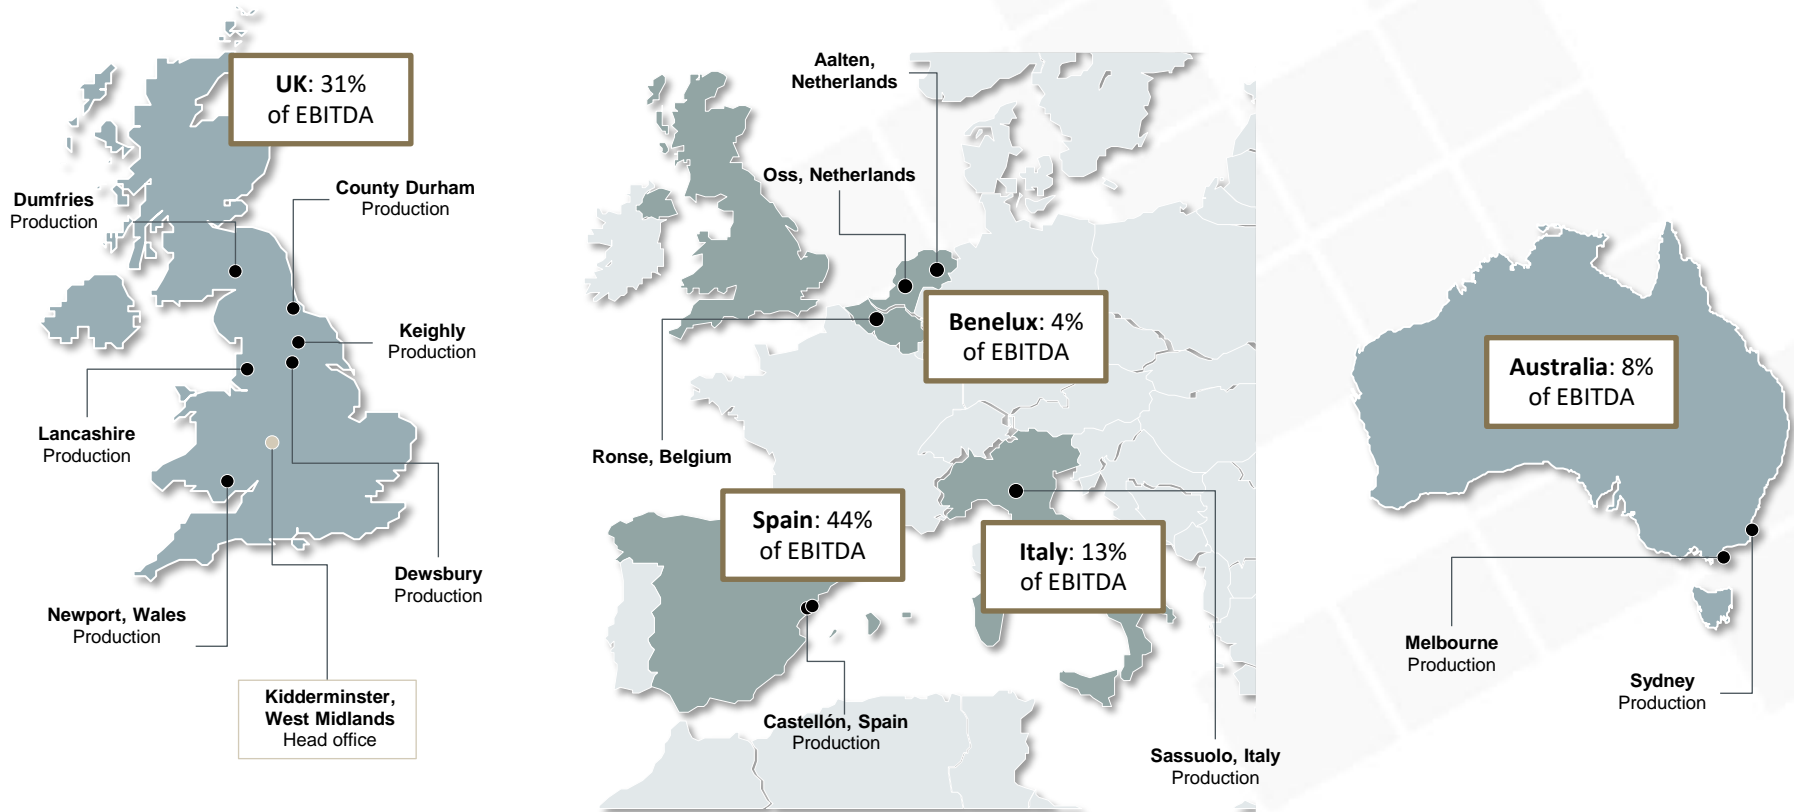 UK: 31%
of EBITDA
Dumfries
Production
County Durham
Production
Keighly
Production
Lancashire
Production
Dewsbury
Production
Newport, Wales
Production
Kidderminster,
West Midlands
Head office
Aalten,
Netherlands
Oss, Netherlands
Benelux: 4%
of EBITDA
Ronse, Belgium
Spain: 44%
of EBITDA
Italy: 13%
of EBITDA
Castellón, Spain
Production
Sassuolo, Italy
Production
Australia: 8%
of EBITDA
Melbourne
Production
Sydney
Production